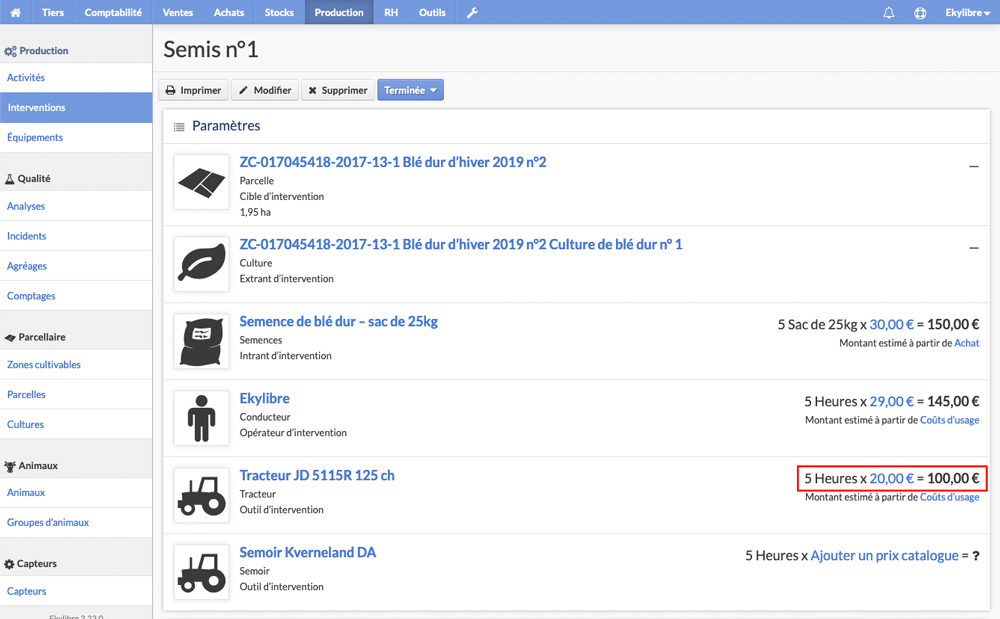 Tiers Comptabilité Ventes Achats Stocks Production RH Outils Ekylibre
Semis n°1
Production
Activités
Interventions
Équipements
Qualité
Analyses
Incidents
Agréages
Comptages
Parcellaire
Zones cultivables
Parcelles
Cultures
Animaux
Animaux
Groupes d'animaux
Capteurs
Capteurs
Ekylibre 3.22.0
Imprimer Modifier Supprimer Terminée
Paramètres
ZC-017045418-2017-13-1 Blé dur d'hiver 2019 n°2
Parcelle
Cible d'intervention
1,95 ha
ZC-017045418-2017-13-1 Blé dur d'hiver 2019 n°2 Culture de blé dur n° 1
Culture
Extrant d'intervention
Semence de blé dur – sac de 25kg
Semences
Intrant d'intervention
5 Sac de 25kg x 30,00 € = 150,00 €
Montant estimé à partir de Achat
Ekylibre
Conducteur
Opérateur d'intervention
5 Heures x 29,00 € = 145,00 €
Montant estimé à partir de Coûts d'usage
Tracteur JD 5115R 125 ch
Tracteur
Outil d'intervention
5 Heures x 20,00 € = 100,00 €
Montant estimé à partir de Coûts d'usage
Semoir Kverneland DA
Semoir
Outil d'intervention
5 Heures x Ajouter un prix catalogue = ?